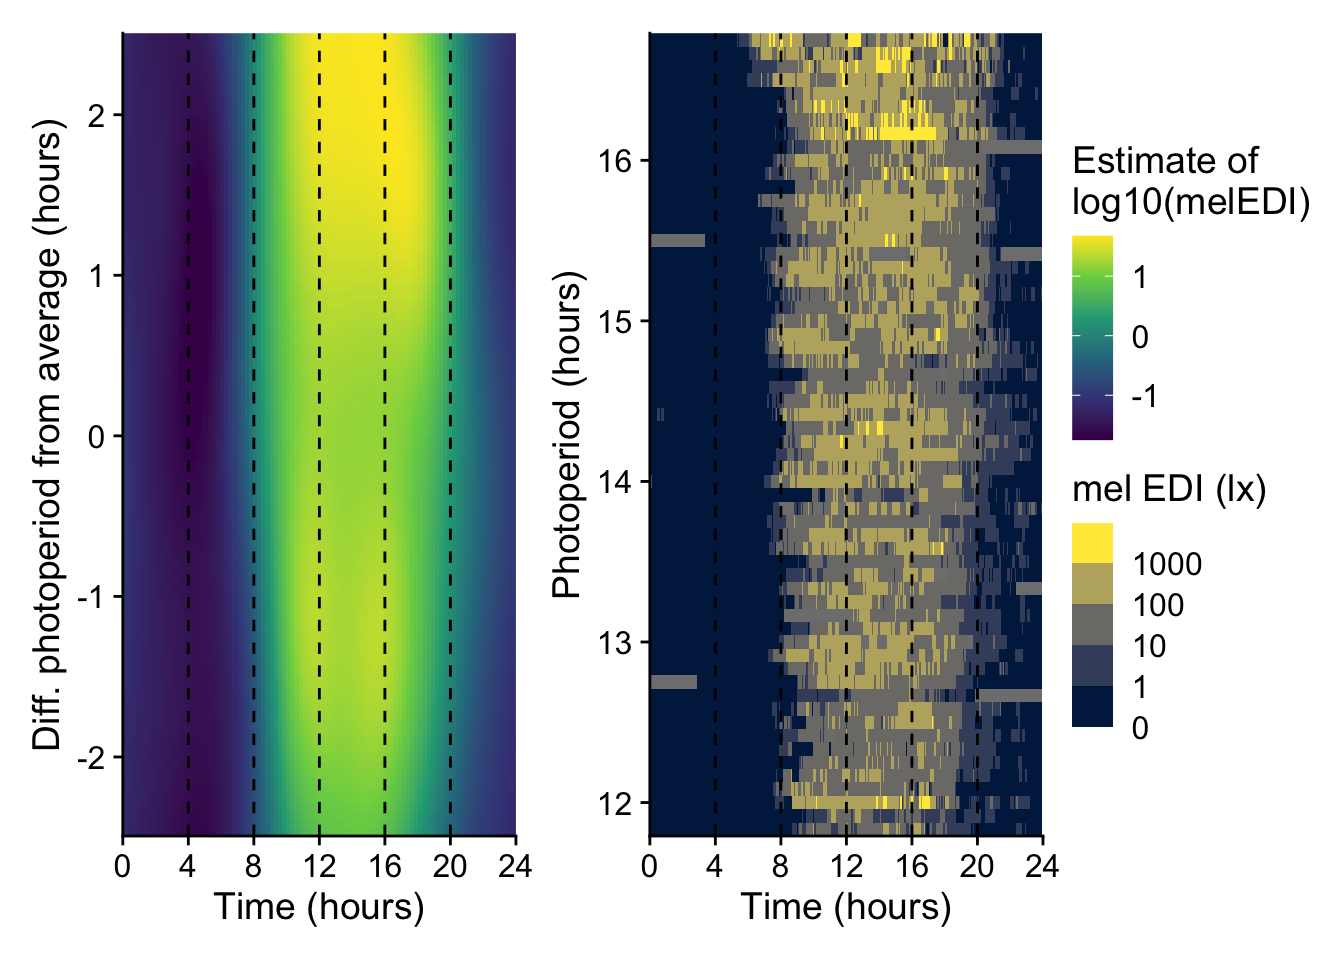 Diff. photoperiod from average (hours)
2
1
0
-1
-2
0 4 8 12 16 20 24
Time (hours)
Photoperiod (hours)
16
15
14
13
12
0 4 8 12 16 20 24
Time (hours)
Estimate of
log10(melEDI)
1
0
-1
mel EDI (lx)
1000
100
10
1
0